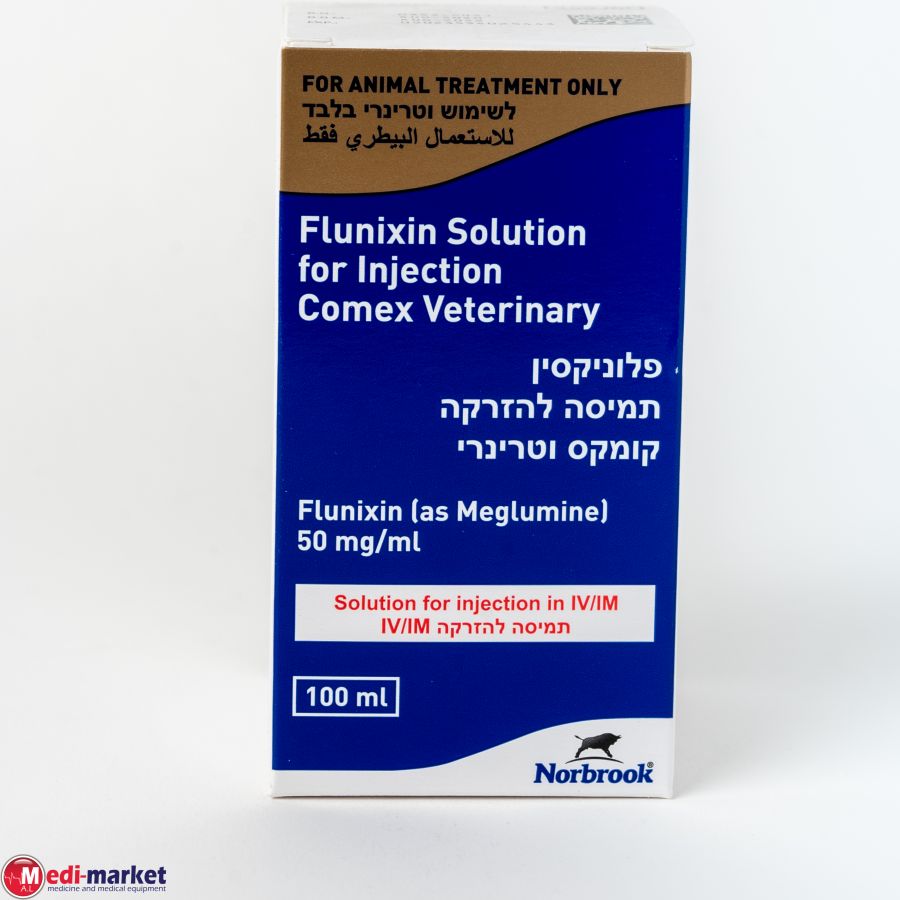 FOR ANIMAL TREATMENT ONLY
לשימוש וטרינרי בלבד
للاستعمال البيطري فقط
Flunixin Solution
for Injection
Comex Veterinary
פלוניקסין
תמיסה להזרקה
קומקס וטרינרי
Flunixin (as Meglumine)
50 mg/ml
Solution for injection in IV/IM
תמיסה להזרקה IV/IM
100 ml
Norbrook®
Medi-market
A.L
medicine and medical equipment